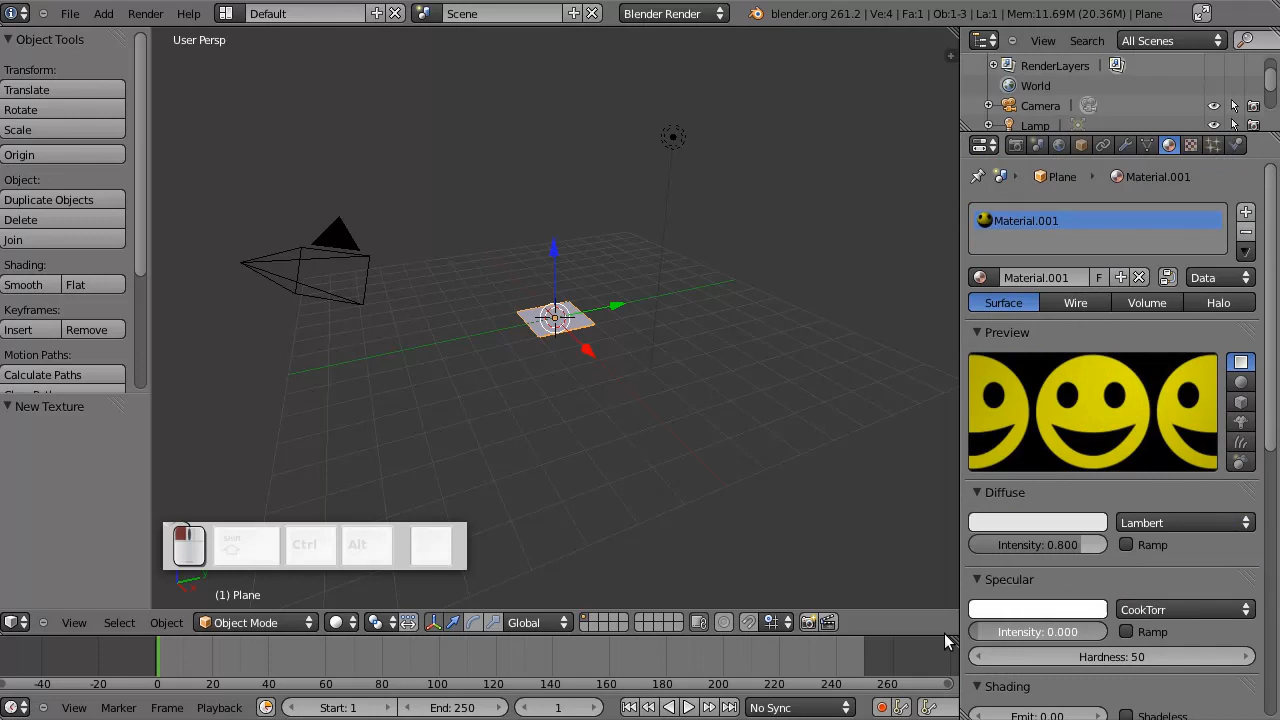 File Add Render Help Default Scene Blender Render blender.org 261.2 | Ve:4 | Fa:1 | Ob:1-3 | La:1 | Mem:11.69M (20.36M) | Plane
Object Tools
Transform:
Translate
Rotate
Scale
Origin
Object:
Duplicate Objects
Delete
Join
Shading:
Smooth Flat
Keyframes:
Insert Remove
Motion Paths:
Calculate Paths
New Texture
User Persp
Shift
Ctrl
Alt
y
(1) Plane
View Select Object Object Mode Global
-40 -20 0 20 40 60 80 100 120 140 160 180 200 220 240 260
View Marker Frame Playback Start: 1 End: 250 1 No Sync
View Search All Scenes
RenderLayers |
World
Camera |
Lamp |
Plane Material.001
Material.001
Material.001 F Data
Surface Wire Volume Halo
Preview
Diffuse
Lambert
Intensity: 0.800 Ramp
Specular
CookTorr
Intensity: 0.000 Ramp
Hardness: 50
Shading
Emit: 0.00 Shadeless